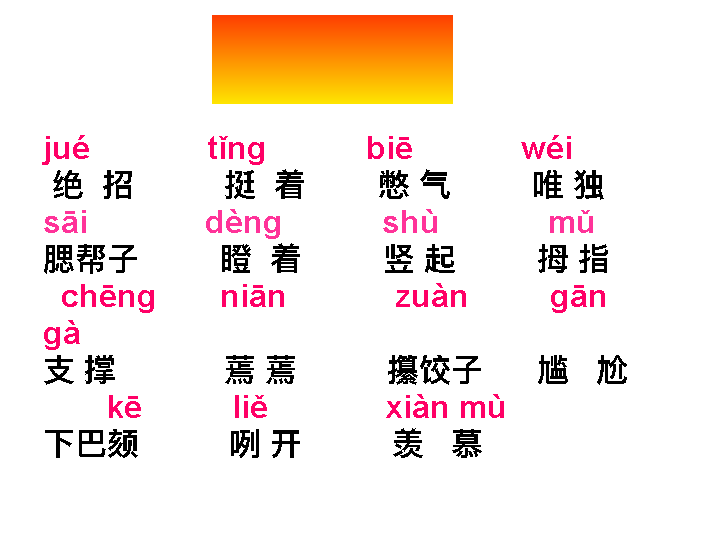 jué tǐng biē wéi
绝 招 挺 着 憋 气 唯 独
sāi dèng shù mǔ
腮帮子 瞪 着 竖 起 拇 指
chēng niān zuàn gān
gà
支 撑 蔫 蔫 攥饺子 尴 尬
kē liě xiàn mù
下巴颏 咧 开 羡 慕